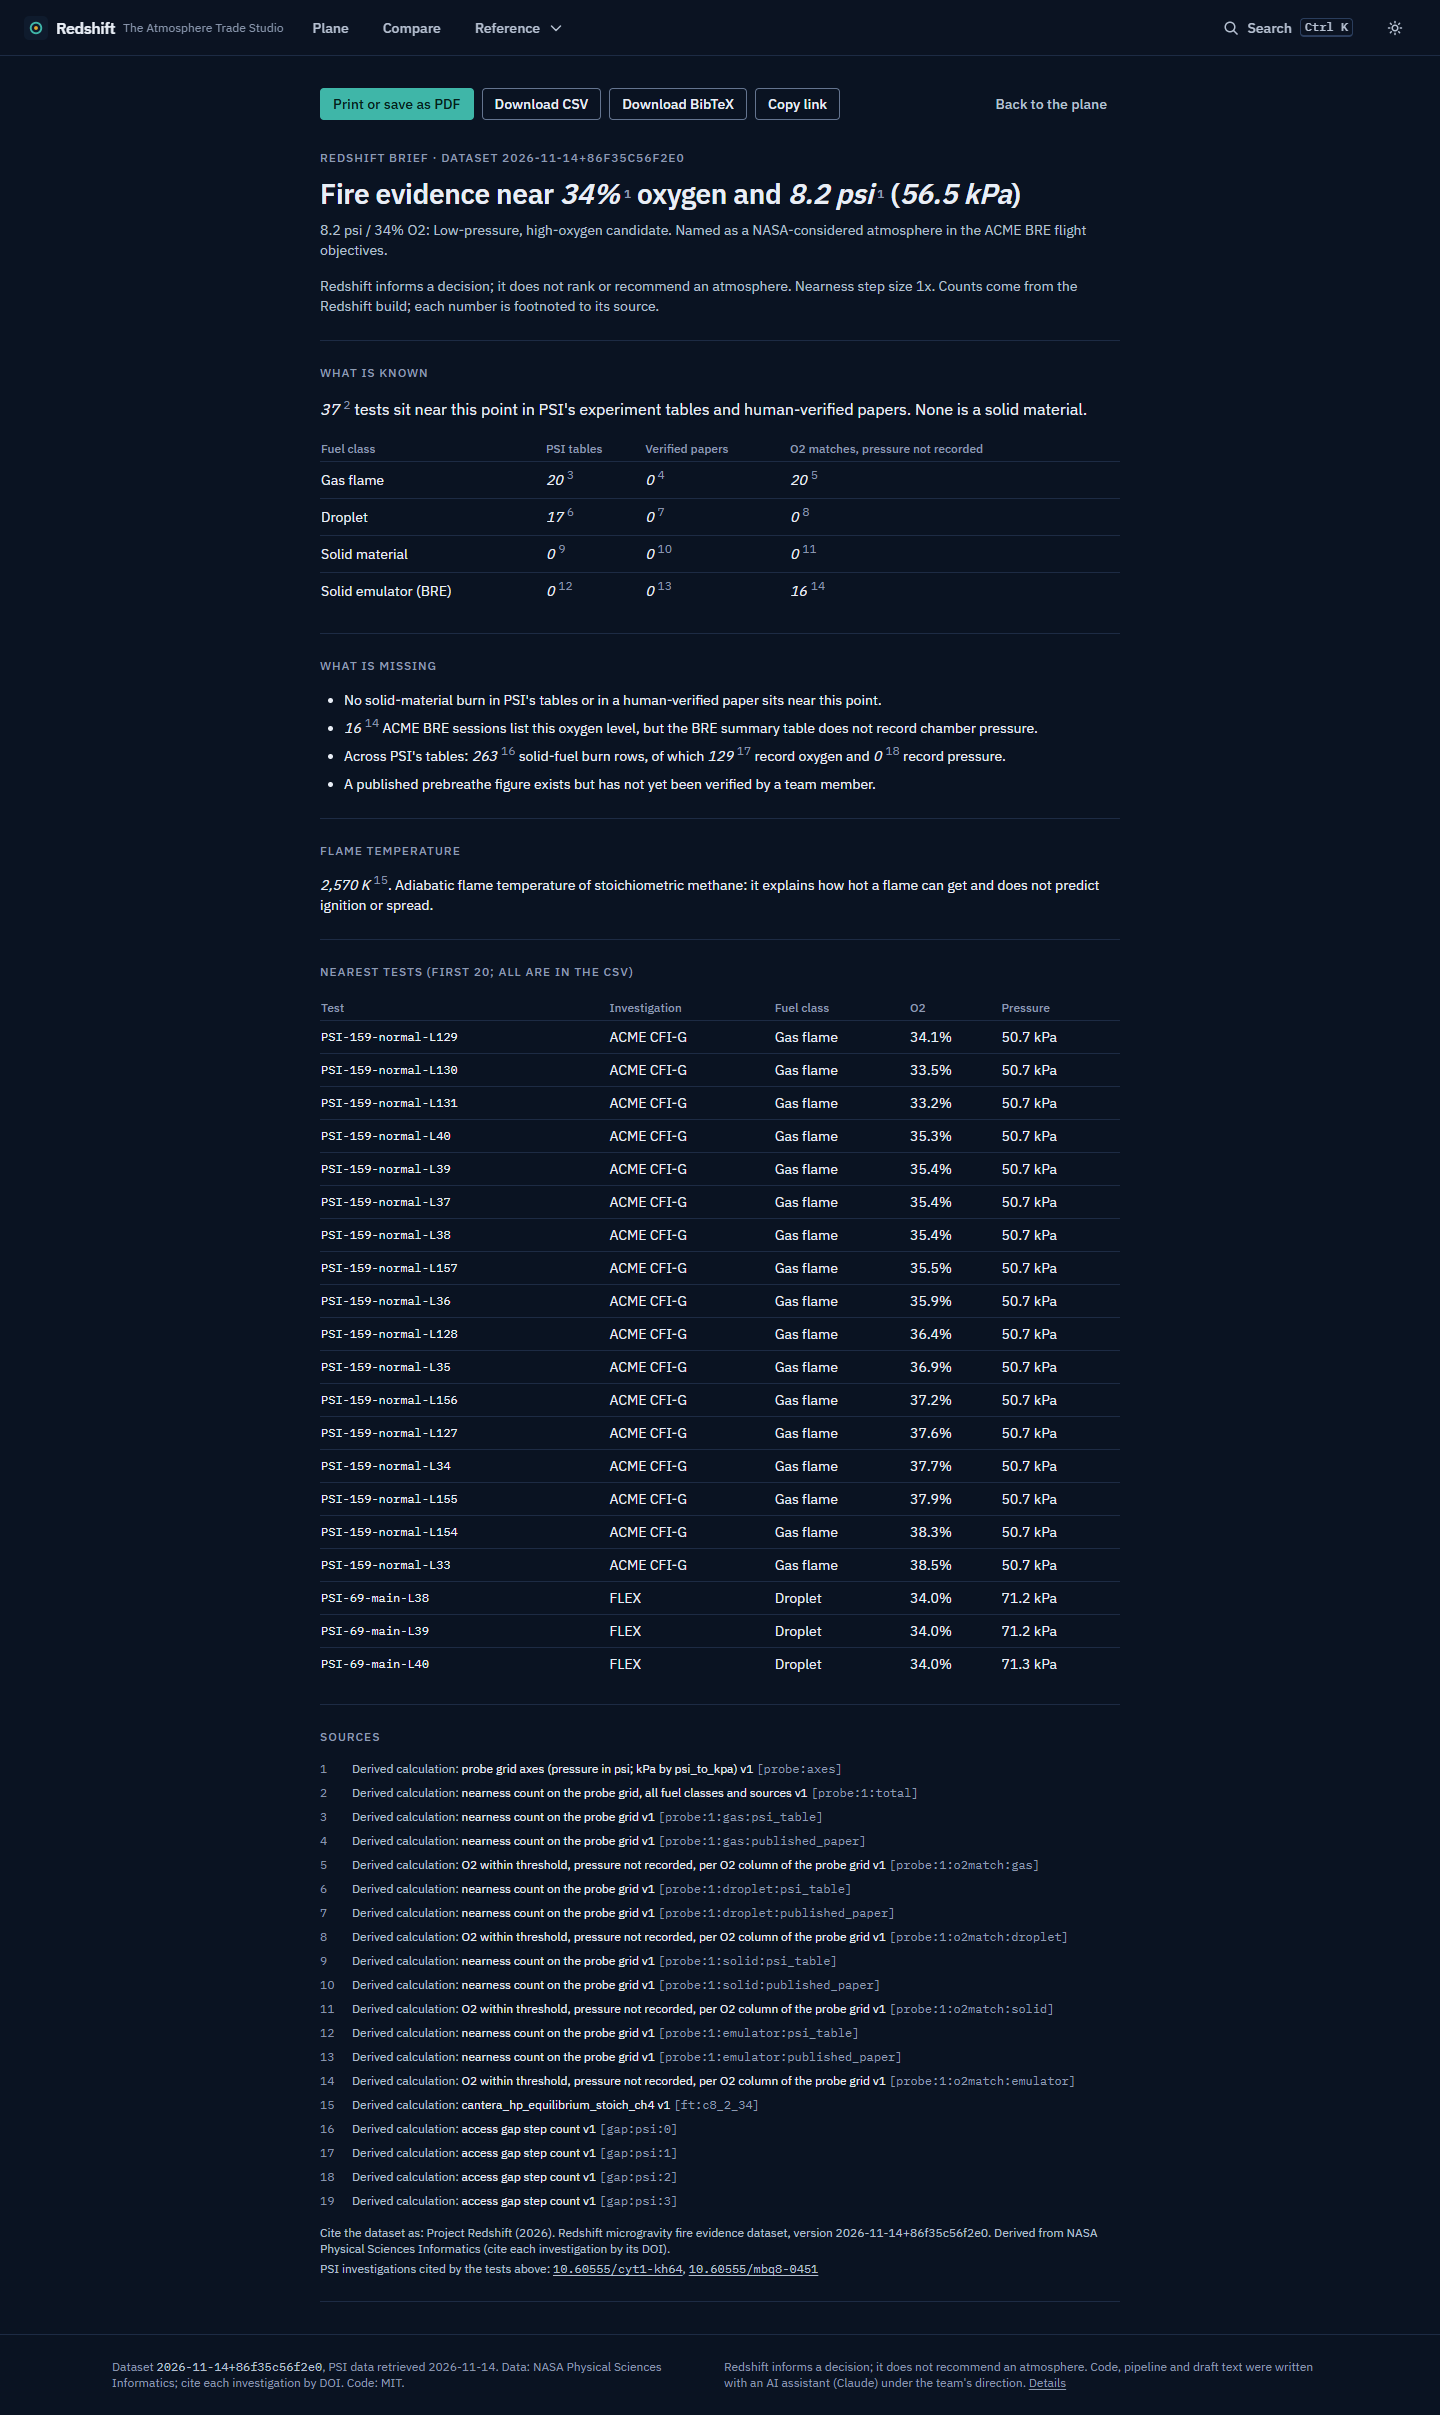 Redshift The Atmosphere Trade Studio Plane Compare Reference Search Ctrl K
Print or save as PDF Download CSV Download BibTeX Copy link Back to the plane
REDSHIFT BRIEF · DATASET 2026-11-14+86F35C56F2E0
Fire evidence near 34% 1 oxygen and 8.2 psi 1 (56.5 kPa)
8.2 psi / 34% O2: Low-pressure, high-oxygen candidate. Named as a NASA-considered atmosphere in the ACME BRE flight
objectives.
Redshift informs a decision; it does not rank or recommend an atmosphere. Nearness step size 1x. Counts come from the
Redshift build; each number is footnoted to its source.
WHAT IS KNOWN
37 2 tests sit near this point in PSI's experiment tables and human-verified papers. None is a solid material.
Fuel class PSI tables Verified papers O2 matches, pressure not recorded
Gas flame 20 3 0 4 20 5
Droplet 17 6 0 7 0 8
Solid material 0 9 0 10 0 11
Solid emulator (BRE) 0 12 0 13 16 14
WHAT IS MISSING
• No solid-material burn in PSI's tables or in a human-verified paper sits near this point.
• 16 14 ACME BRE sessions list this oxygen level, but the BRE summary table does not record chamber pressure.
• Across PSI's tables: 263 16 solid-fuel burn rows, of which 129 17 record oxygen and 0 18 record pressure.
• A published prebreathe figure exists but has not yet been verified by a team member.
FLAME TEMPERATURE
2,570 K 15. Adiabatic flame temperature of stoichiometric methane: it explains how hot a flame can get and does not predict
ignition or spread.
NEAREST TESTS (FIRST 20; ALL ARE IN THE CSV)
Test Investigation Fuel class O2 Pressure
PSI-159-normal-L129 ACME CFI-G Gas flame 34.1% 50.7 kPa
PSI-159-normal-L130 ACME CFI-G Gas flame 33.5% 50.7 kPa
PSI-159-normal-L131 ACME CFI-G Gas flame 33.2% 50.7 kPa
PSI-159-normal-L40 ACME CFI-G Gas flame 35.3% 50.7 kPa
PSI-159-normal-L39 ACME CFI-G Gas flame 35.4% 50.7 kPa
PSI-159-normal-L37 ACME CFI-G Gas flame 35.4% 50.7 kPa
PSI-159-normal-L38 ACME CFI-G Gas flame 35.4% 50.7 kPa
PSI-159-normal-L157 ACME CFI-G Gas flame 35.5% 50.7 kPa
PSI-159-normal-L36 ACME CFI-G Gas flame 35.9% 50.7 kPa
PSI-159-normal-L128 ACME CFI-G Gas flame 36.4% 50.7 kPa
PSI-159-normal-L35 ACME CFI-G Gas flame 36.9% 50.7 kPa
PSI-159-normal-L156 ACME CFI-G Gas flame 37.2% 50.7 kPa
PSI-159-normal-L127 ACME CFI-G Gas flame 37.6% 50.7 kPa
PSI-159-normal-L34 ACME CFI-G Gas flame 37.7% 50.7 kPa
PSI-159-normal-L155 ACME CFI-G Gas flame 37.9% 50.7 kPa
PSI-159-normal-L154 ACME CFI-G Gas flame 38.3% 50.7 kPa
PSI-159-normal-L33 ACME CFI-G Gas flame 38.5% 50.7 kPa
PSI-69-main-L38 FLEX Droplet 34.0% 71.2 kPa
PSI-69-main-L39 FLEX Droplet 34.0% 71.2 kPa
PSI-69-main-L40 FLEX Droplet 34.0% 71.3 kPa
SOURCES
1 Derived calculation: probe grid axes (pressure in psi; kPa by psi_to_kpa) v1 [probe:axes]
2 Derived calculation: nearness count on the probe grid, all fuel classes and sources v1 [probe:1:total]
3 Derived calculation: nearness count on the probe grid v1 [probe:1:gas:psi_table]
4 Derived calculation: nearness count on the probe grid v1 [probe:1:gas:published_paper]
5 Derived calculation: O2 within threshold, pressure not recorded, per O2 column of the probe grid v1 [probe:1:o2match:gas]
6 Derived calculation: nearness count on the probe grid v1 [probe:1:droplet:psi_table]
7 Derived calculation: nearness count on the probe grid v1 [probe:1:droplet:published_paper]
8 Derived calculation: O2 within threshold, pressure not recorded, per O2 column of the probe grid v1 [probe:1:o2match:droplet]
9 Derived calculation: nearness count on the probe grid v1 [probe:1:solid:psi_table]
10 Derived calculation: nearness count on the probe grid v1 [probe:1:solid:published_paper]
11 Derived calculation: O2 within threshold, pressure not recorded, per O2 column of the probe grid v1 [probe:1:o2match:solid]
12 Derived calculation: nearness count on the probe grid v1 [probe:1:emulator:psi_table]
13 Derived calculation: nearness count on the probe grid v1 [probe:1:emulator:published_paper]
14 Derived calculation: O2 within threshold, pressure not recorded, per O2 column of the probe grid v1 [probe:1:o2match:emulator]
15 Derived calculation: cantera_hp_equilibrium_stoich_ch4 v1 [ft:c8_2_34]
16 Derived calculation: access gap step count v1 [gap:psi:0]
17 Derived calculation: access gap step count v1 [gap:psi:1]
18 Derived calculation: access gap step count v1 [gap:psi:2]
19 Derived calculation: access gap step count v1 [gap:psi:3]
Cite the dataset as: Project Redshift (2026). Redshift microgravity fire evidence dataset, version 2026-11-14+86f35c56f2e0. Derived from NASA
Physical Sciences Informatics (cite each investigation by its DOI).
PSI investigations cited by the tests above: 10.60555/cyt1-kh64, 10.60555/mbq8-0451
Dataset 2026-11-14+86f35c56f2e0, PSI data retrieved 2026-11-14. Data: NASA Physical Sciences
Informatics; cite each investigation by DOI. Code: MIT.
Redshift informs a decision; it does not recommend an atmosphere. Code, pipeline and draft text were written
with an AI assistant (Claude) under the team's direction. Details